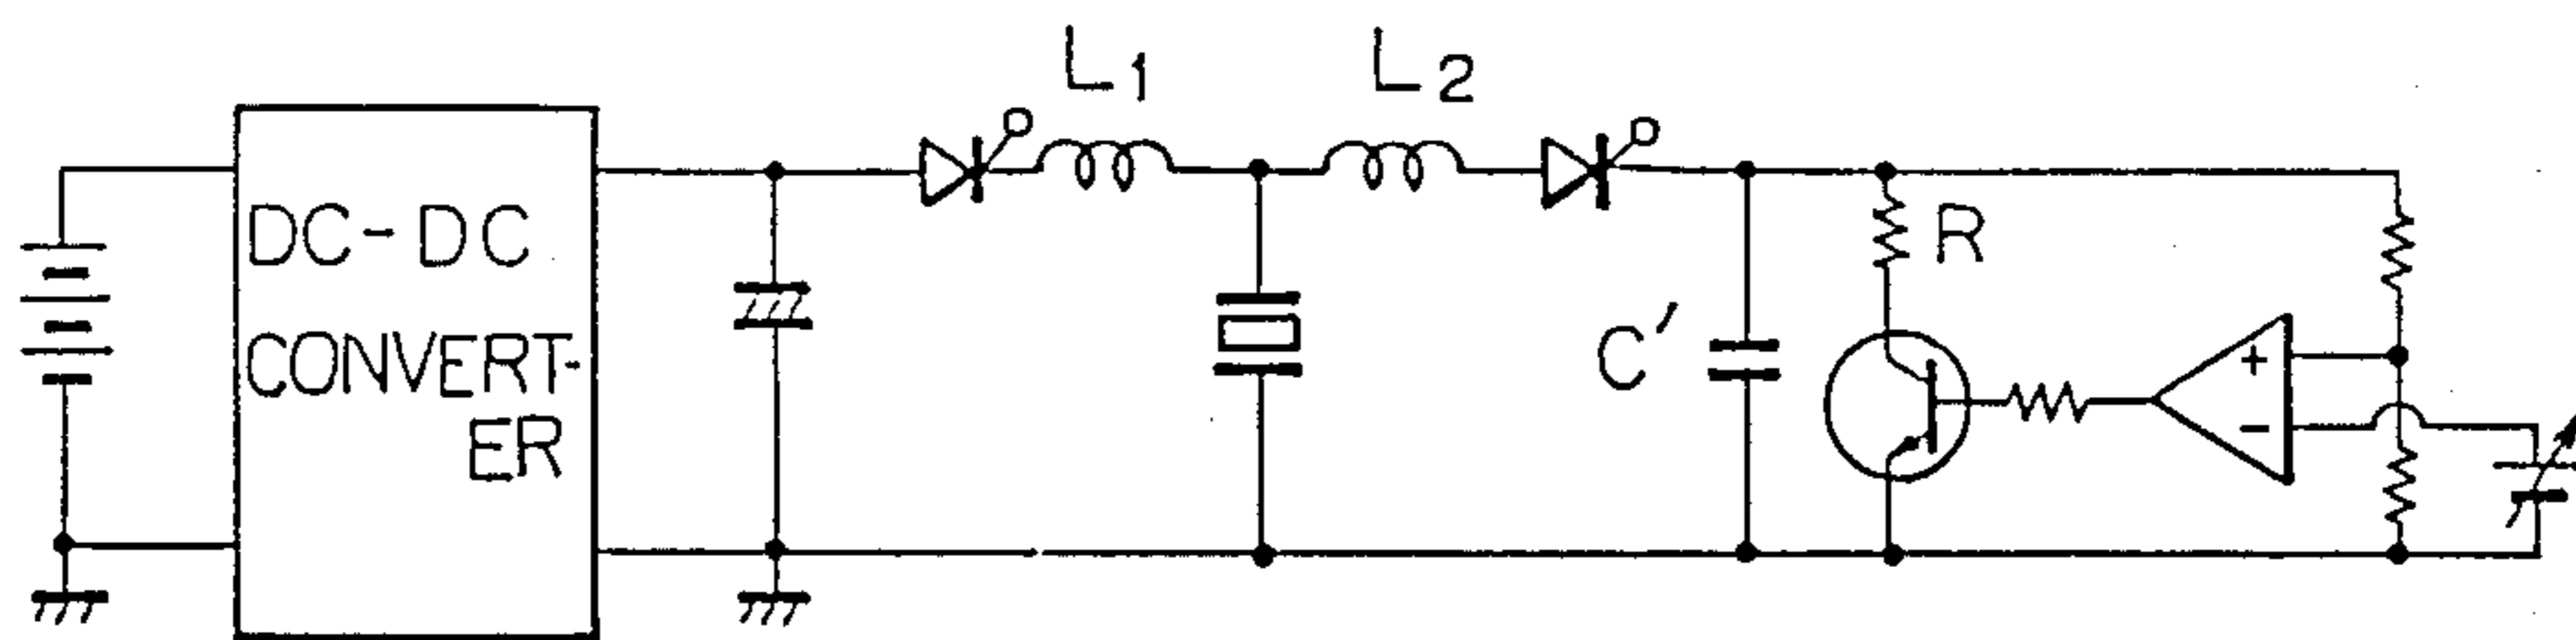 L1
L2
DC-DC
CONVERT-
ER
C'
R
+
-